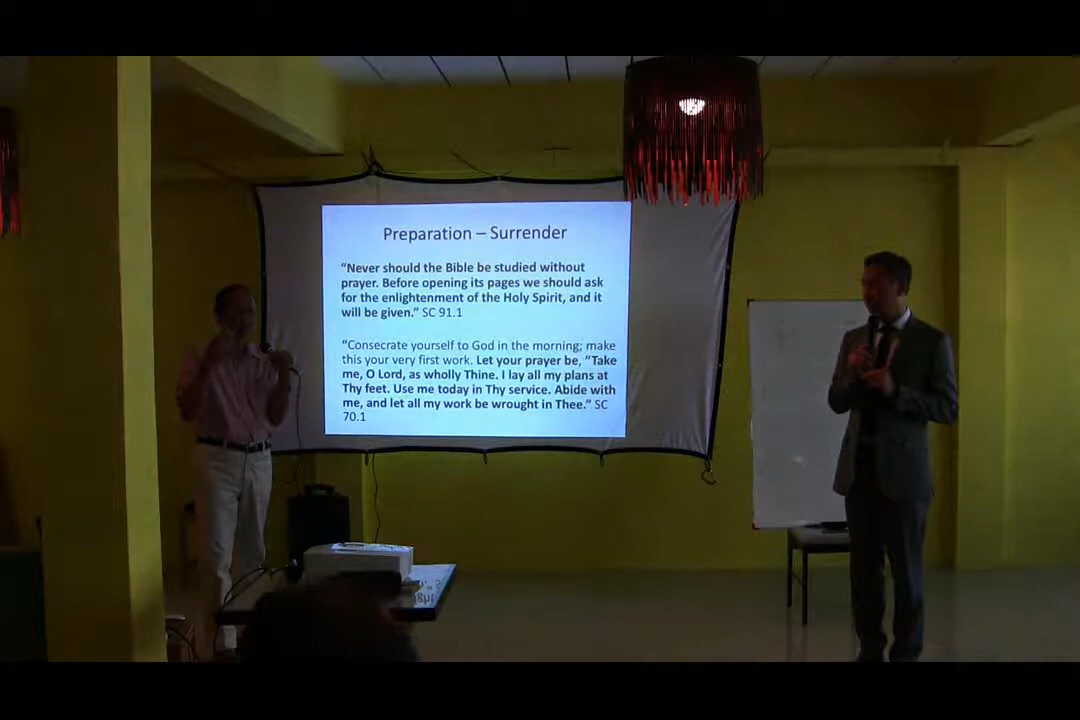 Preparation – Surrender
“Never should the Bible be studied without
prayer. Before opening its pages we should ask
for the enlightenment of the Holy Spirit, and it
will be given.” SC 91.1
“Consecrate yourself to God in the morning; make
this your very first work. Let your prayer be, “Take
me, O Lord, as wholly Thine. I lay all my plans at
Thy feet. Use me today in Thy service. Abide with
me, and let all my work be wrought in Thee.” SC
70.1